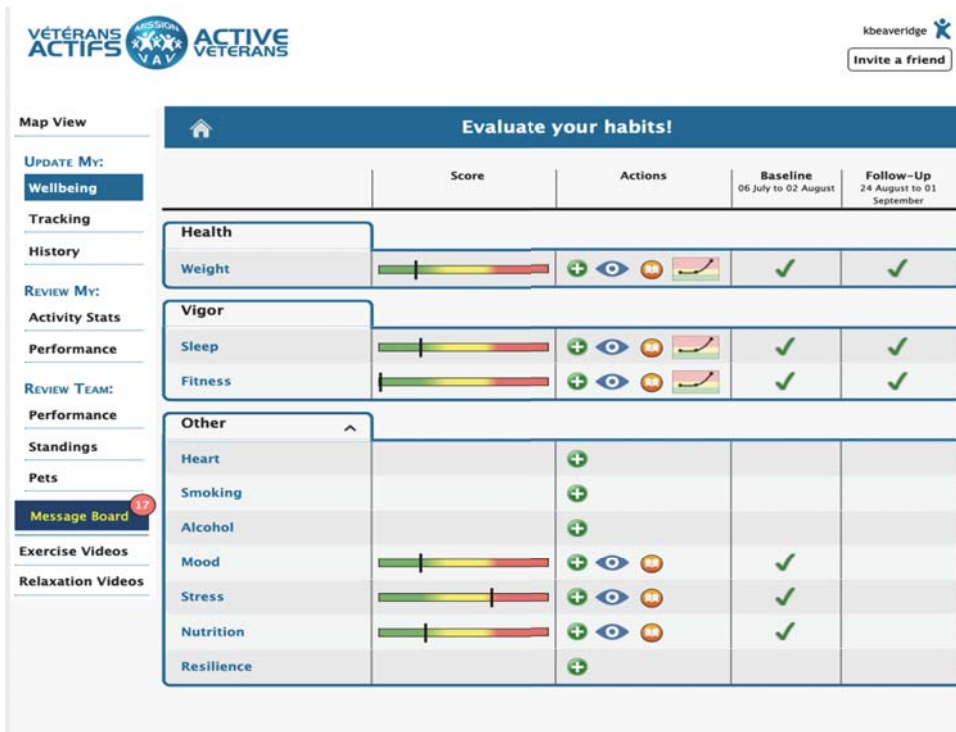 VÉTÉRANS
ACTIFS
MISSION
VAV
ACTIVE
VETERANS
kbeaveridge
Invite a friend
Map View
UPDATE MY:
Wellbeing
Tracking
History
REVIEW MY:
Activity Stats
Performance
REVIEW TEAM:
Performance
Standings
Pets
Message Board 17
Exercise Videos
Relaxation Videos
Evaluate your habits!
Score Actions Baseline Follow-Up
06 July to 02 August 24 August to 01
September
Health
Weight
Vigor
Sleep
Fitness
Other
Heart
Smoking
Alcohol
Mood
Stress
Nutrition
Resilience